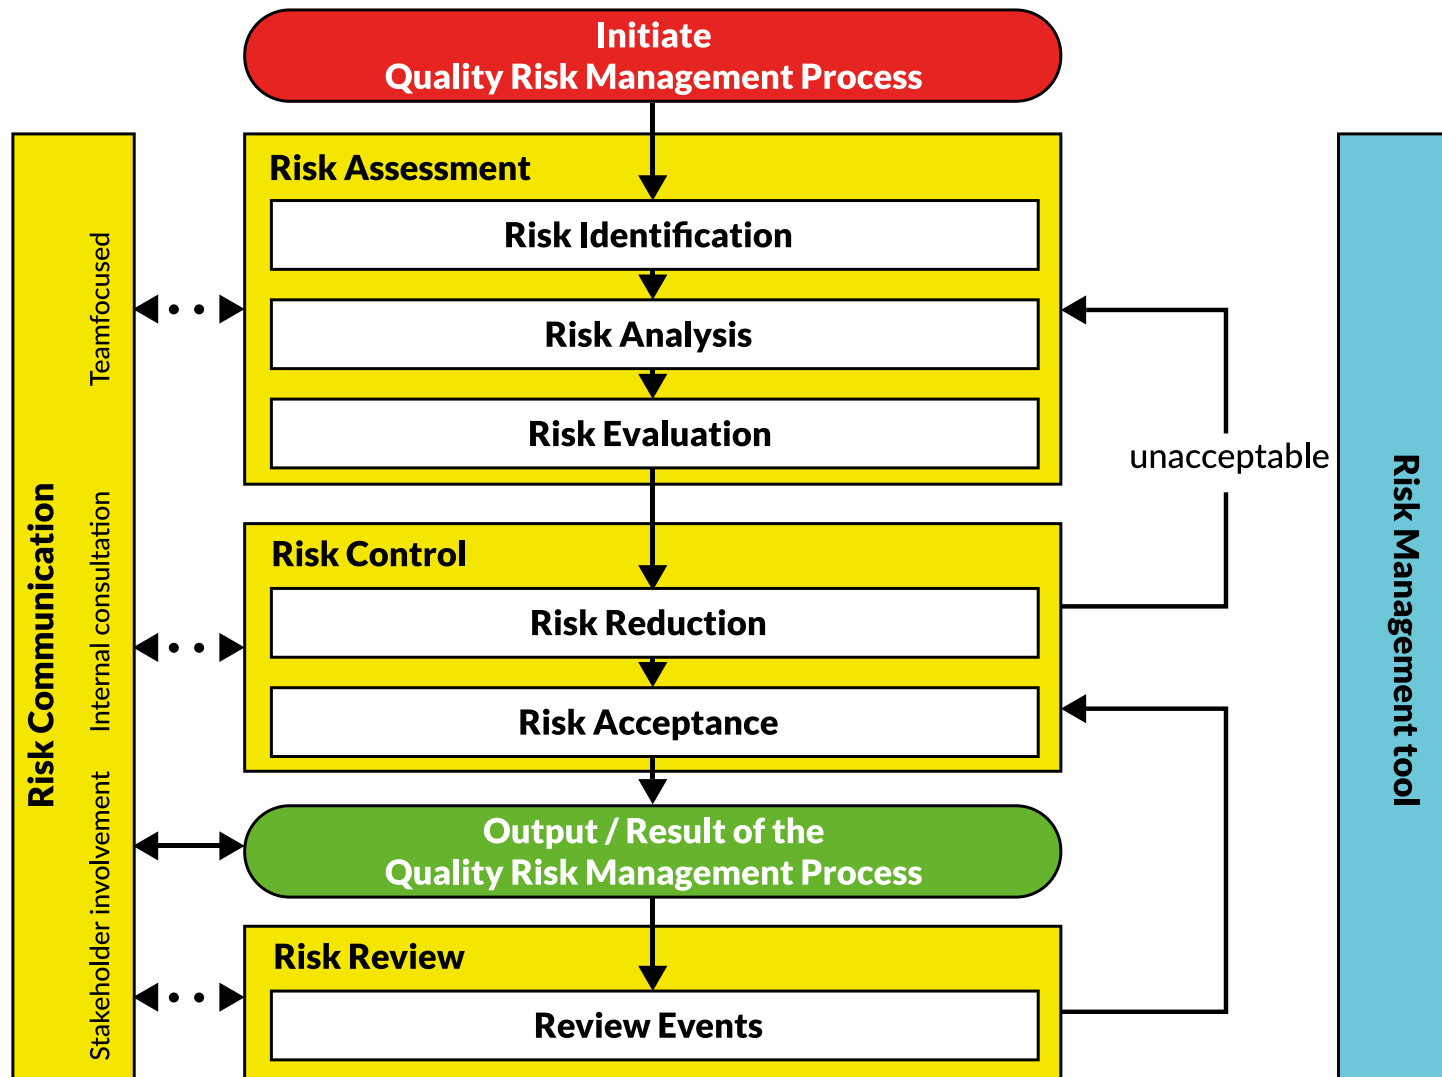 Initiate
Quality Risk Management Process
Risk Assessment
Risk Identification
Risk Analysis
Risk Evaluation
unacceptable
Risk Control
Risk Reduction
Risk Acceptance
Output / Result of the
Quality Risk Management Process
Risk Review
Review Events
Risk Communication
Teamfocused
Internal consultation
Stakeholder involvement
Risk Management tool